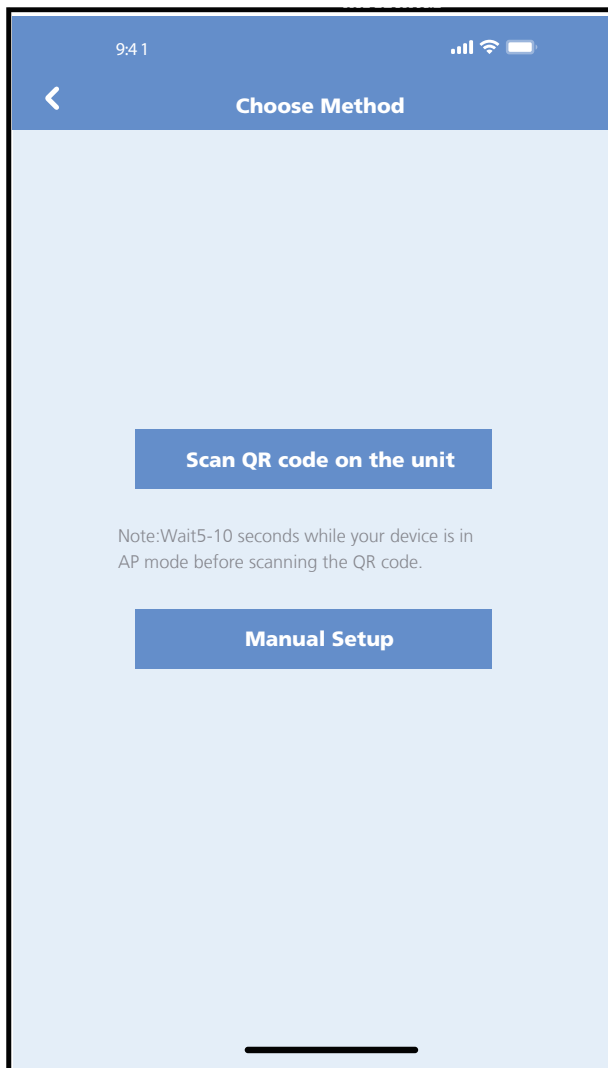 9:41
Choose Method
Scan QR code on the unit
Note:Wait5-10 seconds while your device is in
AP mode before scanning the QR code.
Manual Setup